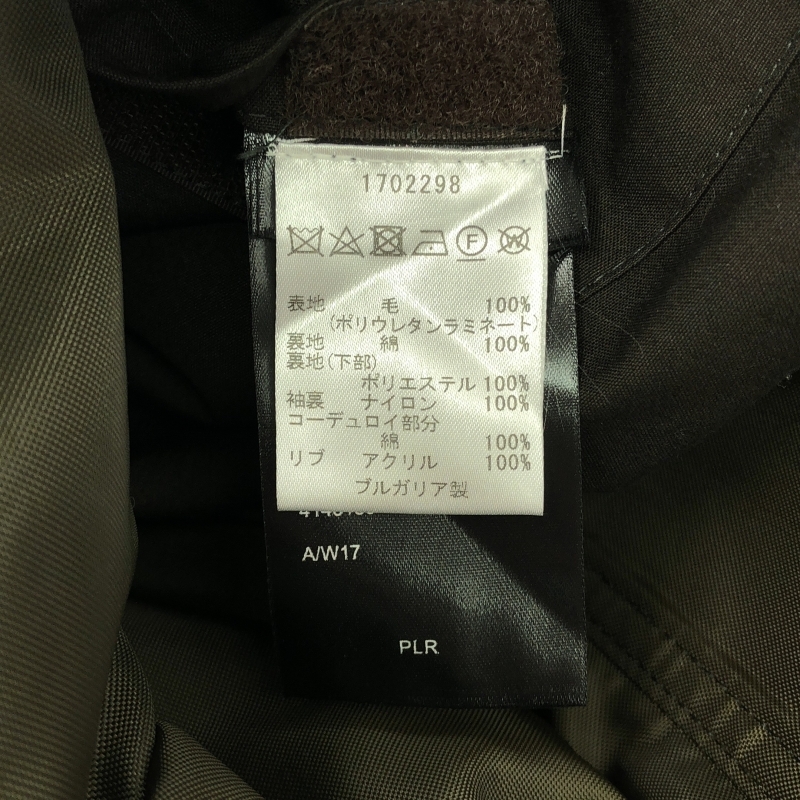 1702298
F W
表地 毛 100%
(ポリウレタンラミネート)
裏地 綿 100%
裏地(下部)
ポリエステル 100%
袖裏 ナイロン 100%
コーデュロイ部分
綿 100%
リブ アクリル 100%
ブルガリア製
A/W17
PLR